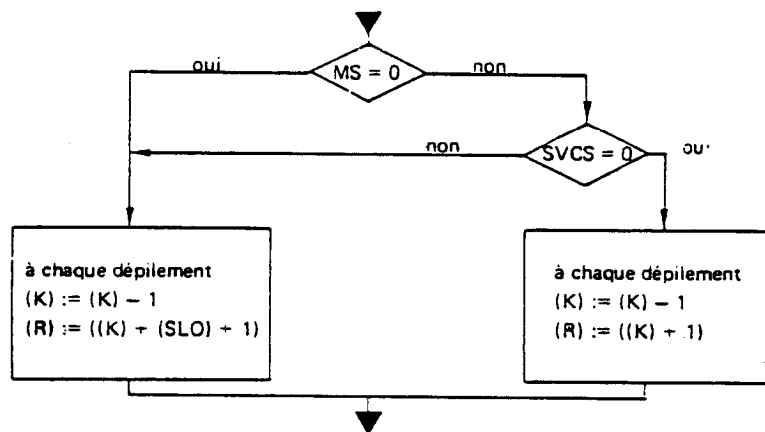 oui
MS = 0
non
non
SVCS = 0
ou
à chaque dépilement
(K) := (K) – 1
(R) := ((K) + (SLO) + 1)
à chaque dépilement
(K) := (K) – 1
(R) := ((K) + 1)